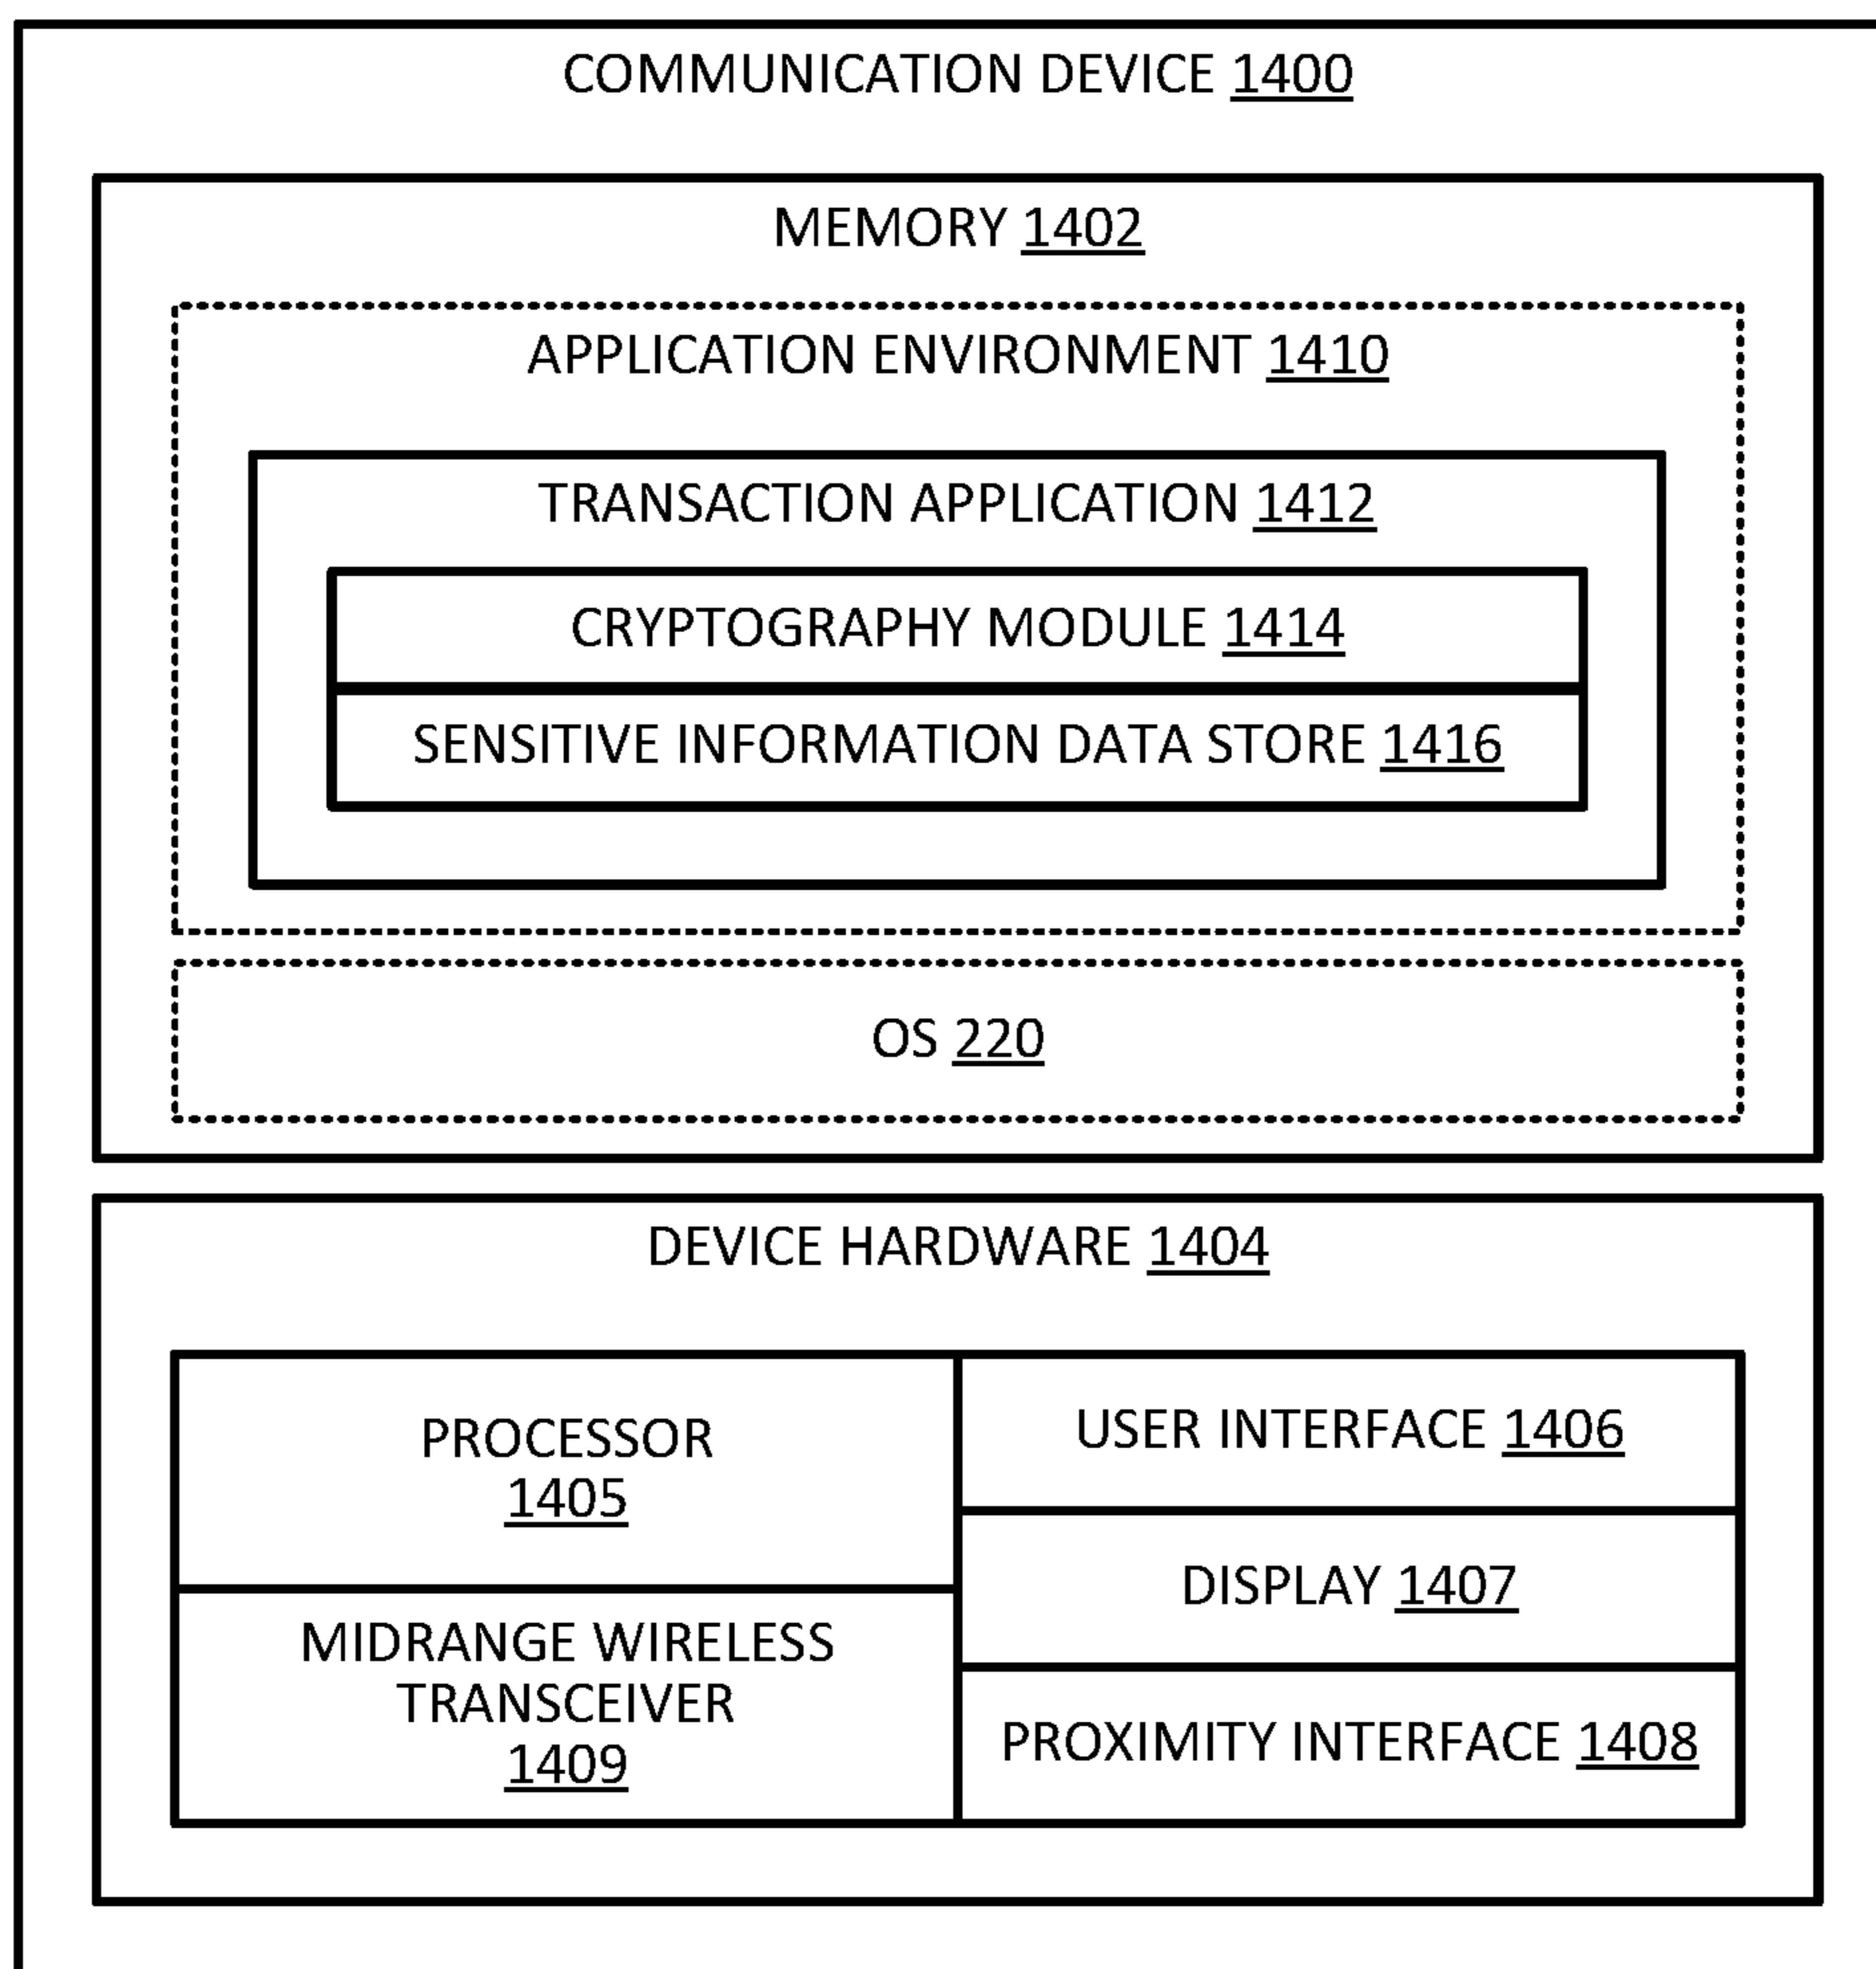 COMMUNICATION DEVICE 1400
MEMORY 1402
APPLICATION ENVIRONMENT 1410
TRANSACTION APPLICATION 1412
CRYPTOGRAPHY MODULE 1414
SENSITIVE INFORMATION DATA STORE 1416
OS 220
DEVICE HARDWARE 1404
PROCESSOR
1405
MIDRANGE WIRELESS
TRANSCEIVER
1409
USER INTERFACE 1406
DISPLAY 1407
PROXIMITY INTERFACE 1408